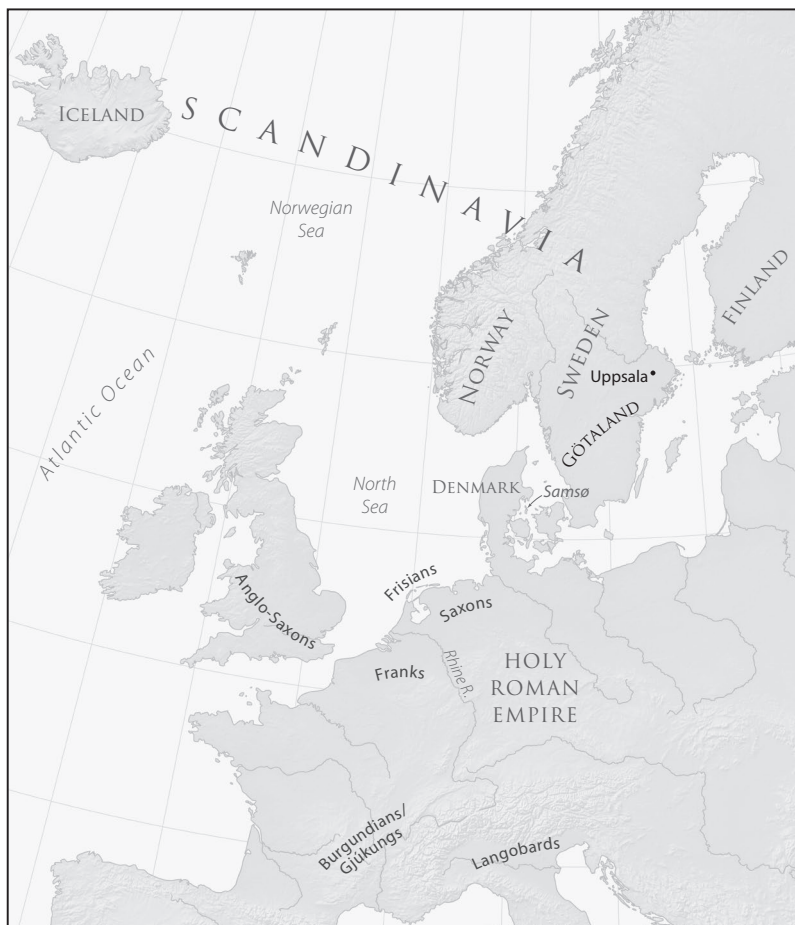 ICELAND
SCANDINAVIA
Norwegian
Sea
FINLAND
NORWAY
SWEDEN
Uppsala
GÖTALAND
Atlantic Ocean
North
Sea
DENMARK
Samsø
Frisians
Saxons
Anglo-Saxons
Franks
Rhine R.
HOLY
ROMAN
EMPIRE
Burgundians/
Gjúkungs
Langobards